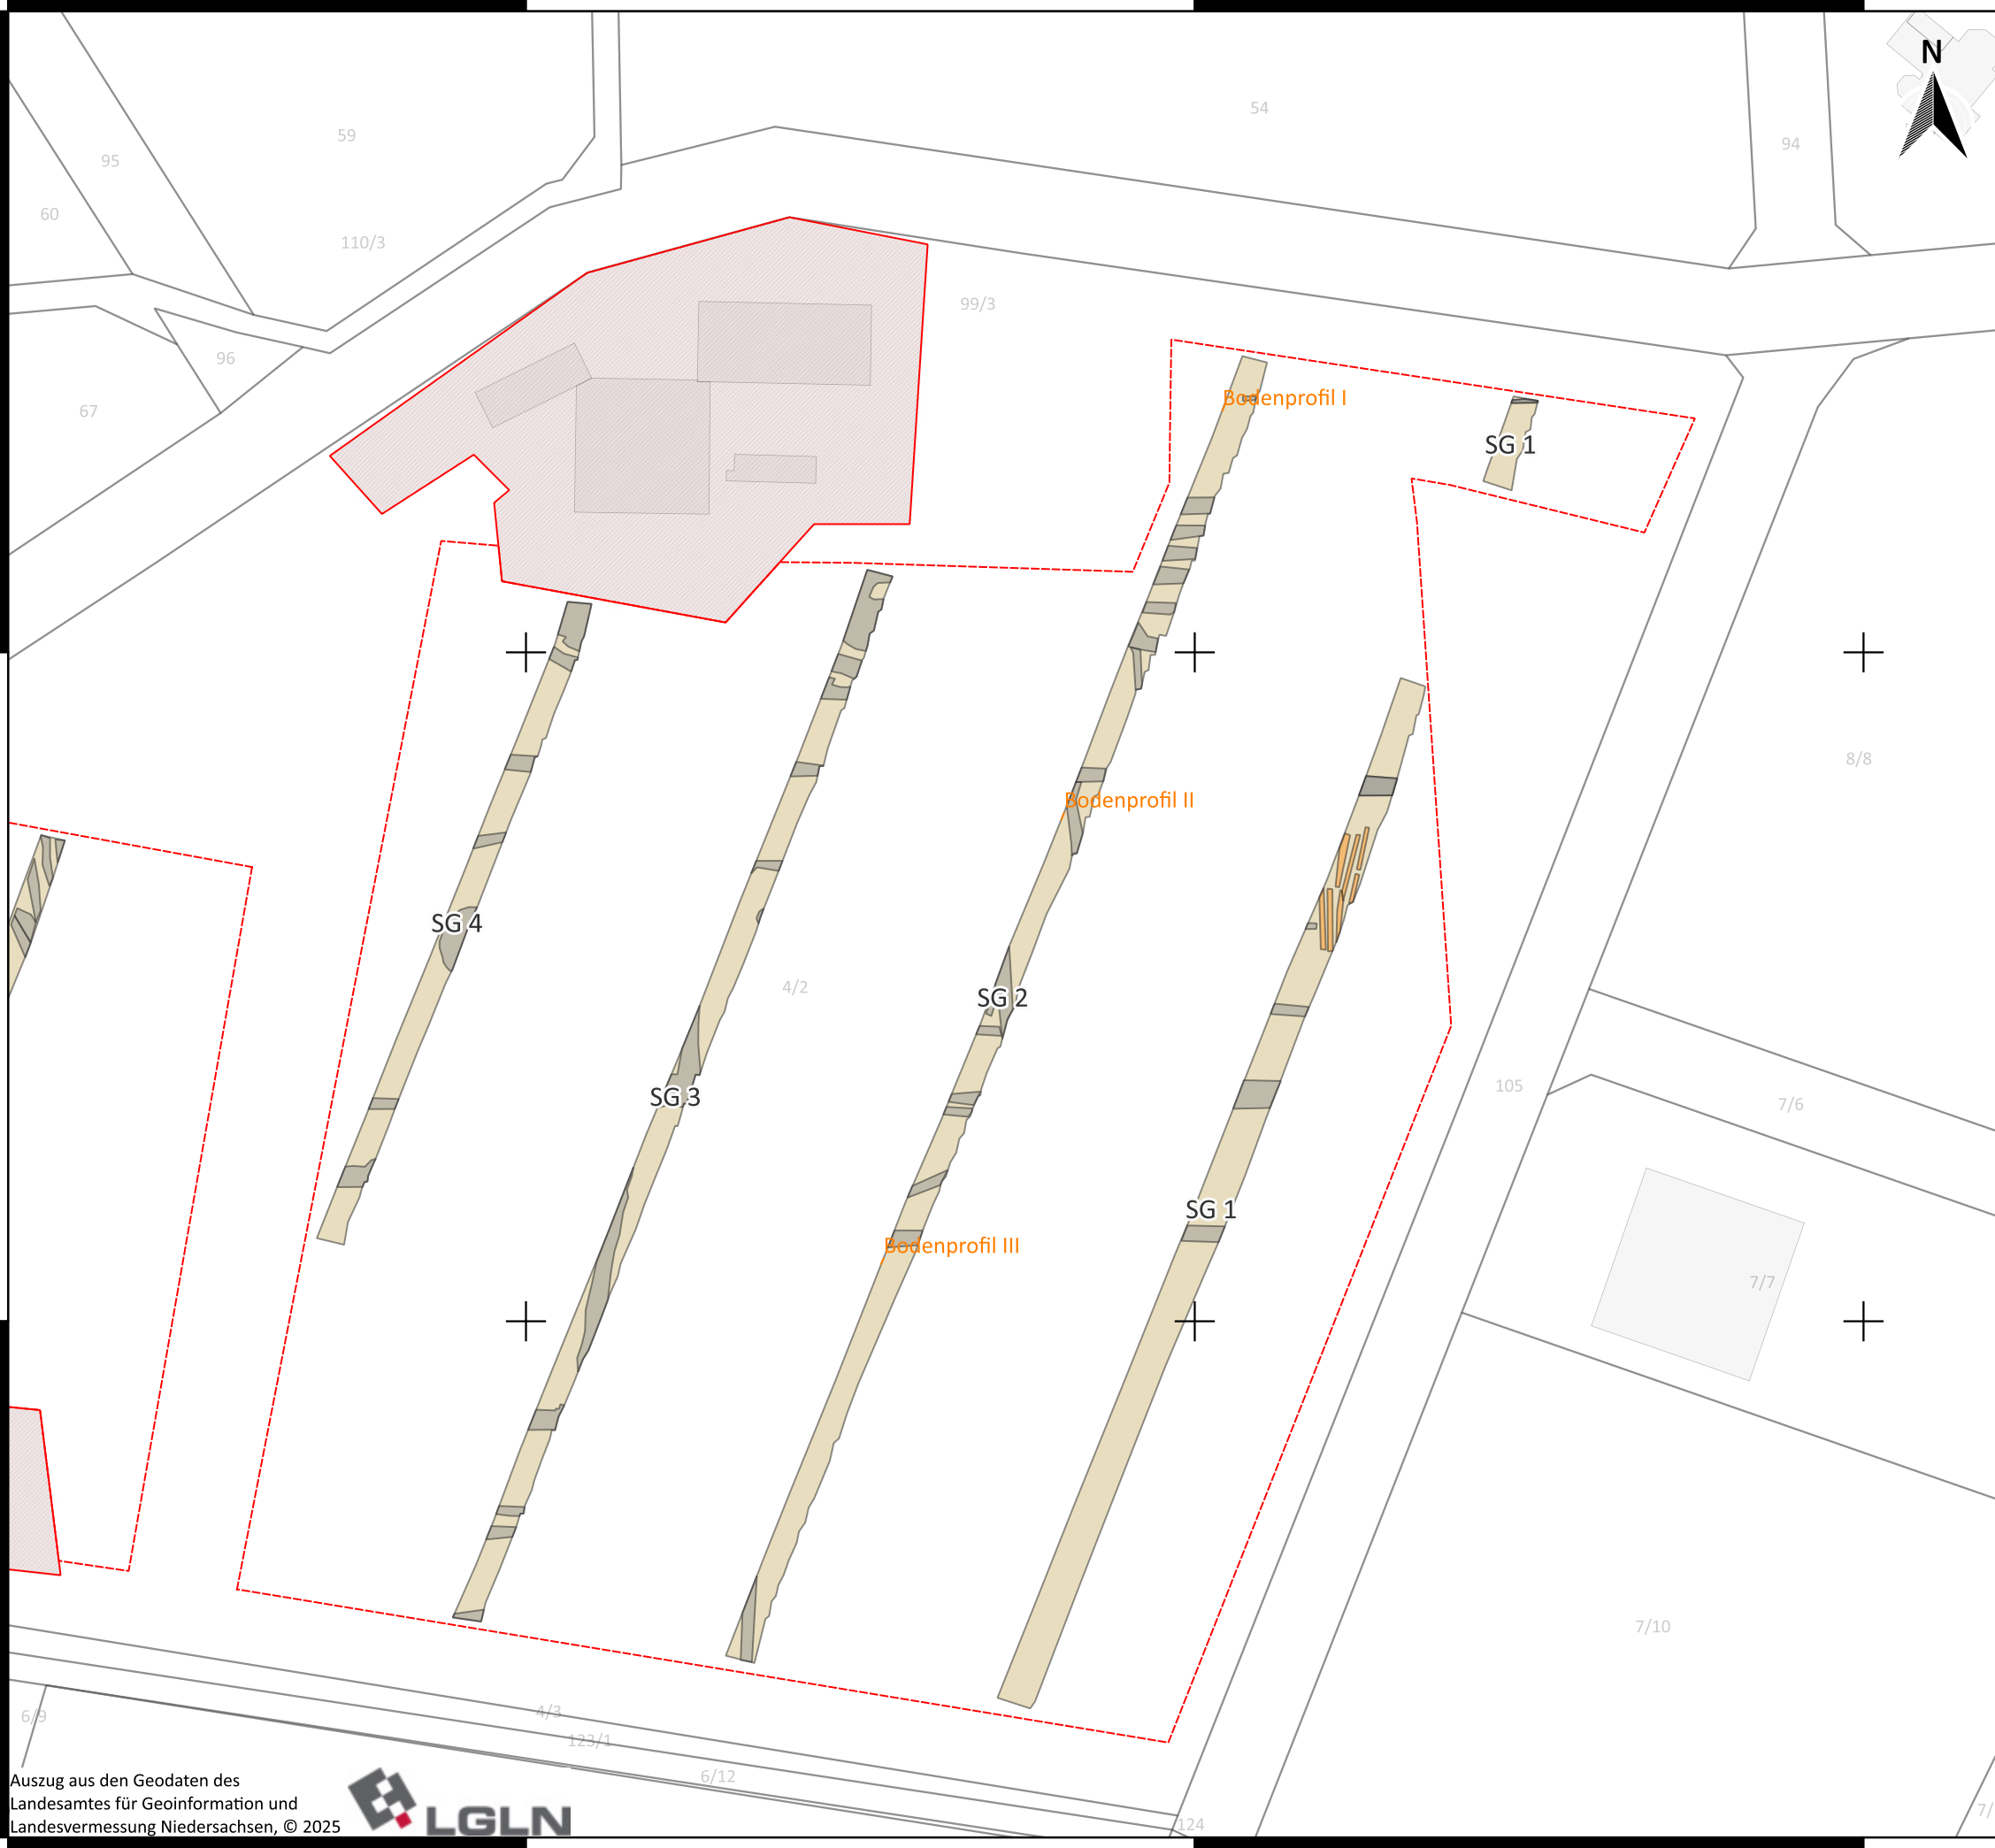 N
54
59
94
95
60
110/3
99/3
96
67
Bodenprofil I
SG 1
8/8
Bodenprofil II
SG 4
4/2
SG 2
105
SG 3
7/6
SG 1
Bodenprofil III
7/7
7/10
6/9
4/3
123/1
6/12
124
7/
Auszug aus den Geodaten des
Landesamtes für Geoinformation und
Landesvermessung Niedersachsen, © 2025
LGLN